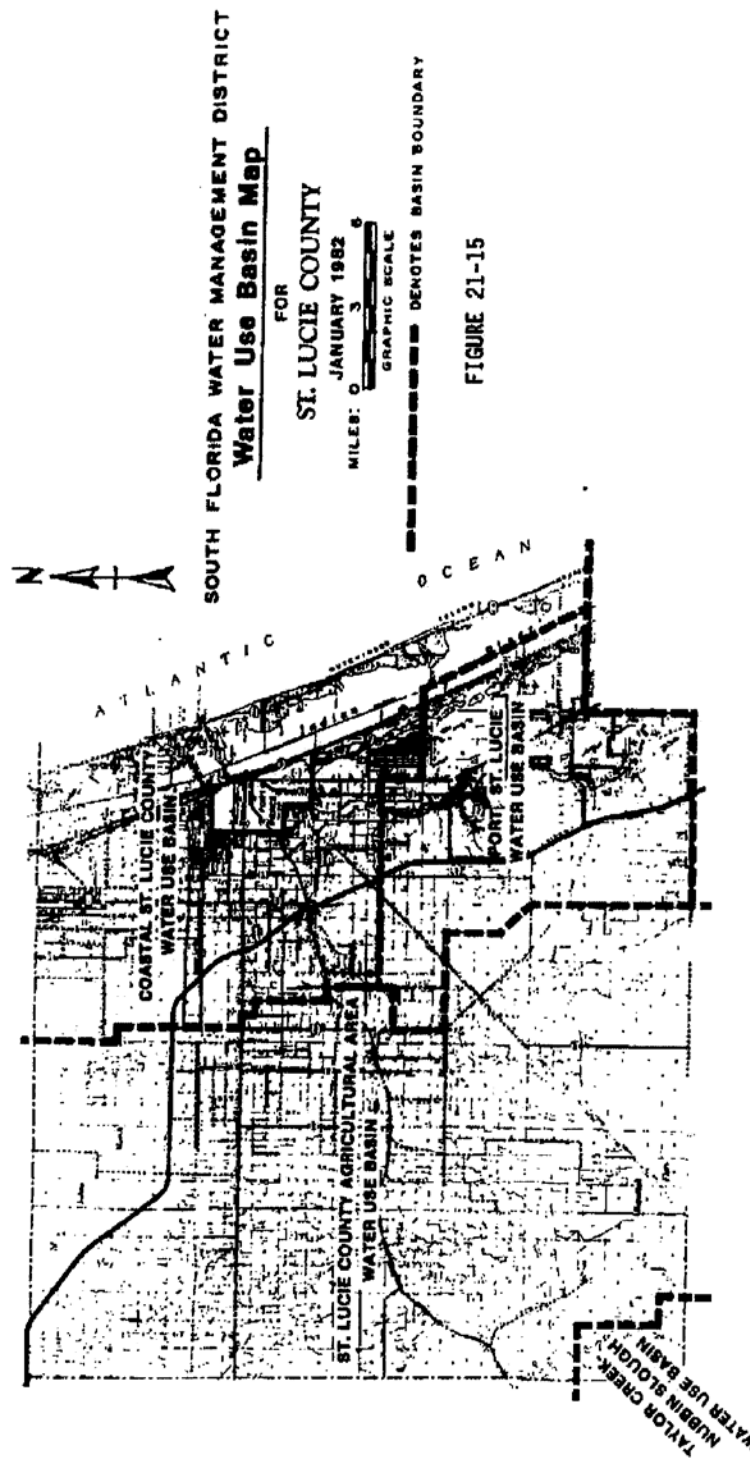 SOUTH FLORIDA WATER MANAGEMENT DISTRICT
Water Use Basin Map
FOR
ST. LUCIE COUNTY
JANUARY 1982
MILES: 0 3 6
GRAPHIC SCALE
DENOTES BASIN BOUNDARY
FIGURE 21-15
N
ATLANTIC OCEAN
Indian
COASTAL ST. LUCIE COUNTY
WATER USE BASIN
PORT ST. LUCIE
WATER USE BASIN
ST. LUCIE COUNTY AGRICULTURAL AREA
WATER USE BASIN
TAYLOR CREEK-
NUBBIN SLOUGH
WATER USE BASIN